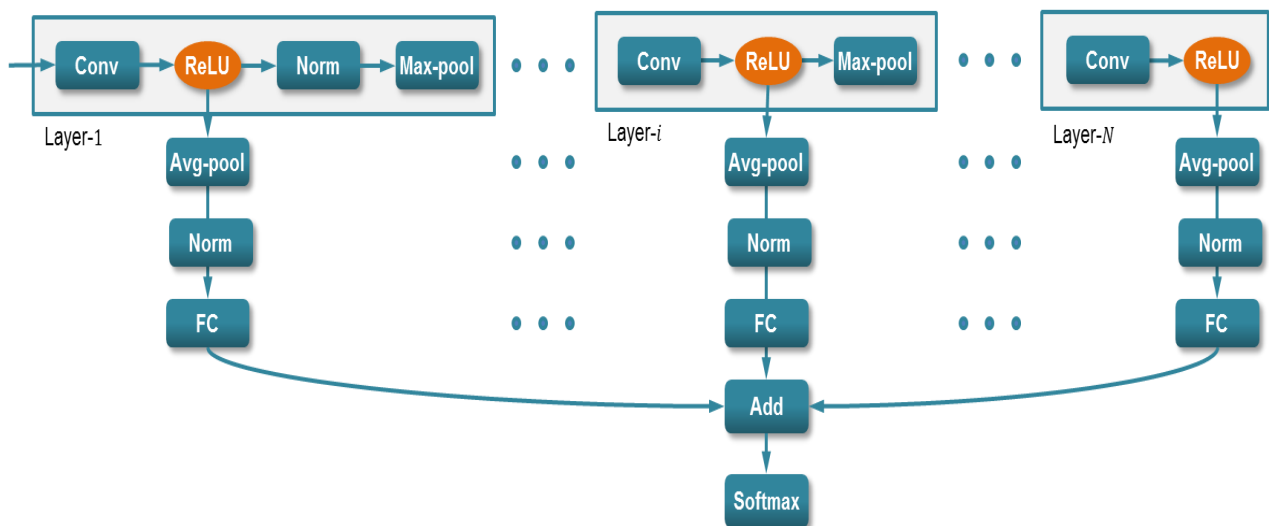 Conv ReLU Norm Max-pool Conv ReLU Max-pool Conv ReLU
Layer-1 Layer-i Layer-N
Avg-pool Avg-pool Avg-pool
Norm Norm Norm
FC FC FC
Add
Softmax